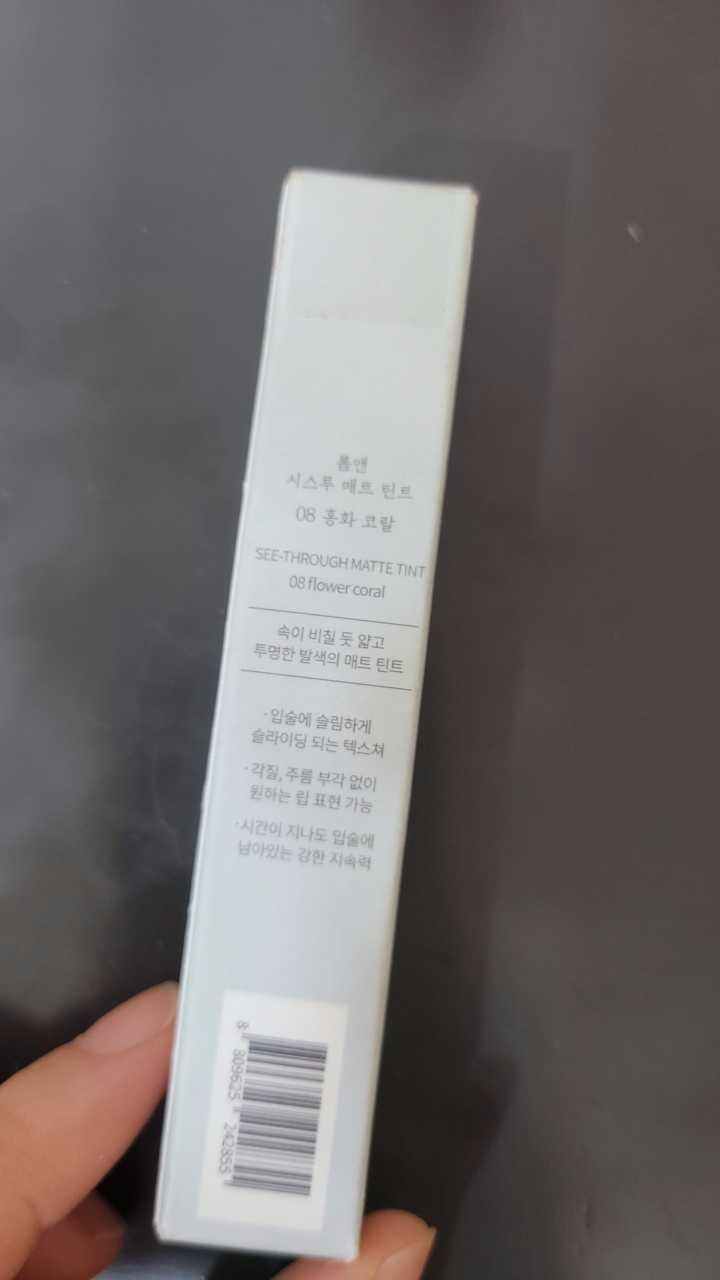 롬앤
시스루 매트 틴트
08 홍화 코랄
SEE-THROUGH MATTE TINT
08 flower coral
속이 비칠 듯 얇고
투명한 발색의 매트 틴트
·입술에 슬림하게
슬라이딩 되는 텍스쳐
·각질, 주름 부각 없이
원하는 립 표현 가능
·시간이 지나도 입술에
남아있는 강한 지속력
8 809625 242855